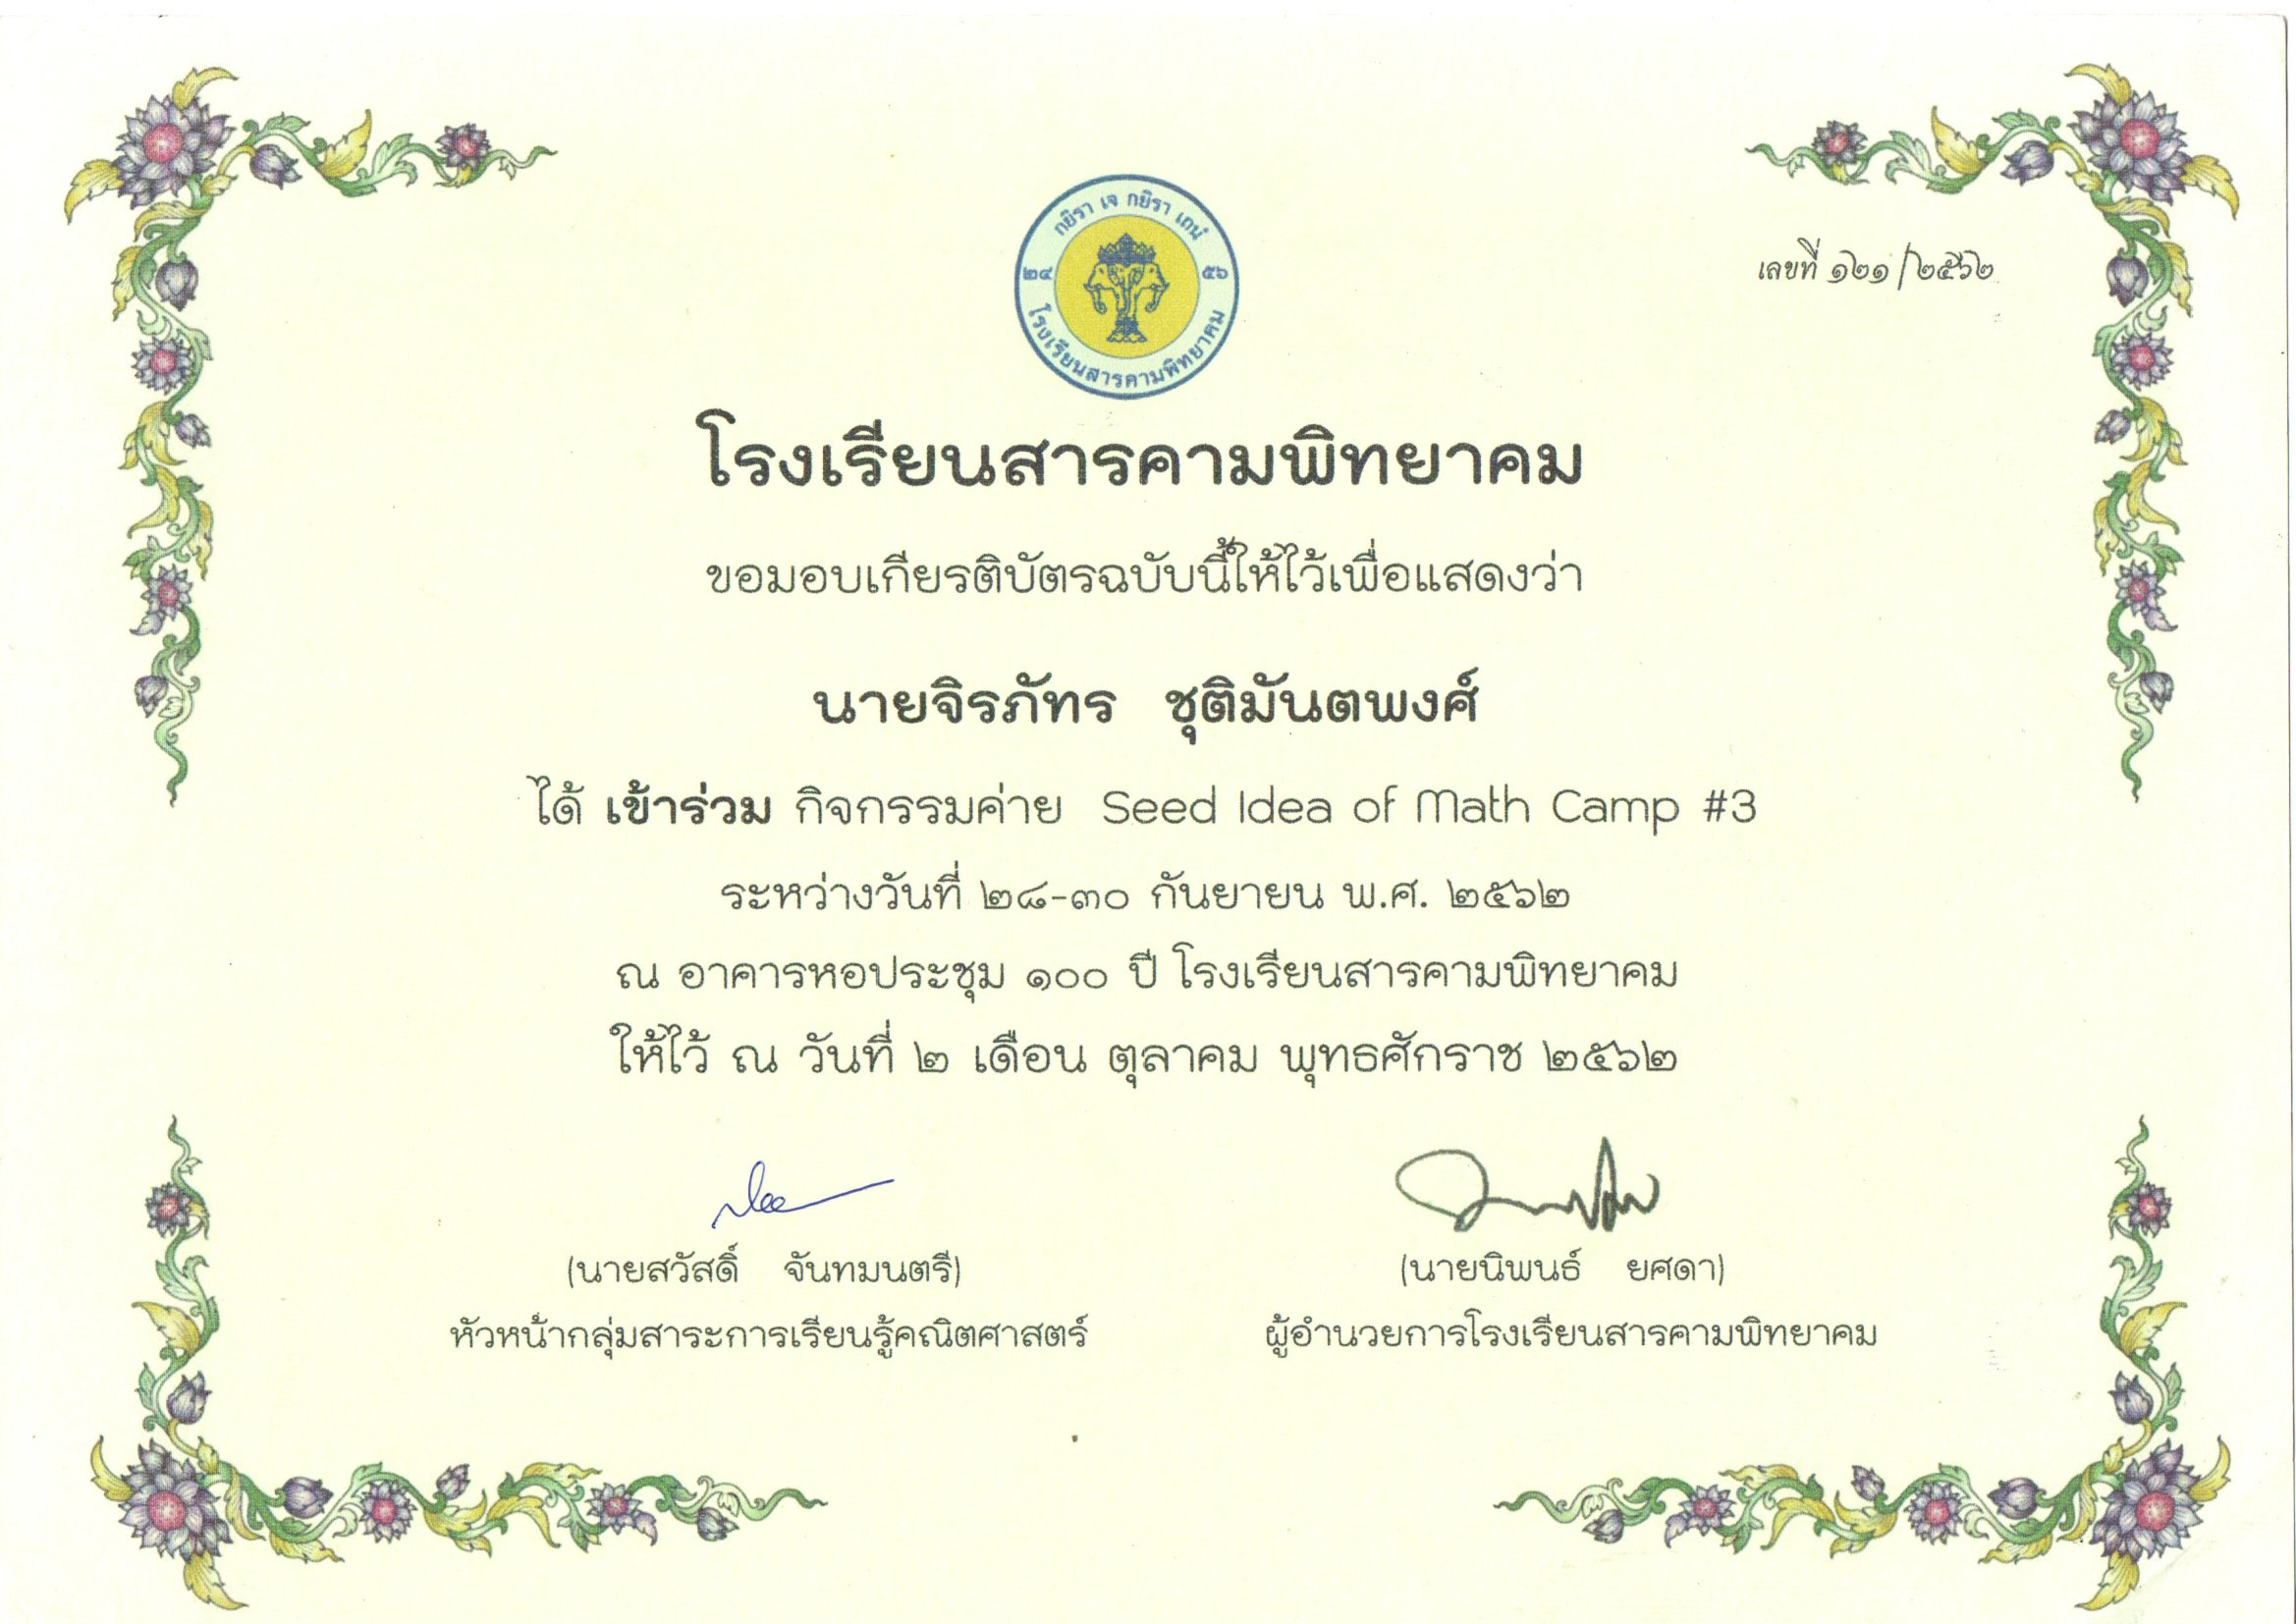 กยิรา เจ กยิรา เถนํ
๒๔ ๕๖
โรงเรียนสารคามพิทยาคม
เลขที่ ๑๒๑/๒๕๖๒
โรงเรียนสารคามพิทยาคม
ขอมอบเกียรติบัตรฉบับนี้ให้ไว้เพื่อแสดงว่า
นายจิรภัทร ชุติมันตพงศ์
ได้ เข้าร่วม กิจกรรมค่าย Seed Idea of Math Camp #3
ระหว่างวันที่ ๒๘-๓๐ กันยายน พ.ศ. ๒๕๖๒
ณ อาคารหอประชุม ๑๐๐ ปี โรงเรียนสารคามพิทยาคม
ให้ไว้ ณ วันที่ ๒ เดือน ตุลาคม พุทธศักราช ๒๕๖๒
(นายสวัสดิ์ จันทมนตรี)
หัวหน้ากลุ่มสาระการเรียนรู้คณิตศาสตร์
(นายนิพนธ์ ยศดา)
ผู้อำนวยการโรงเรียนสารคามพิทยาคม